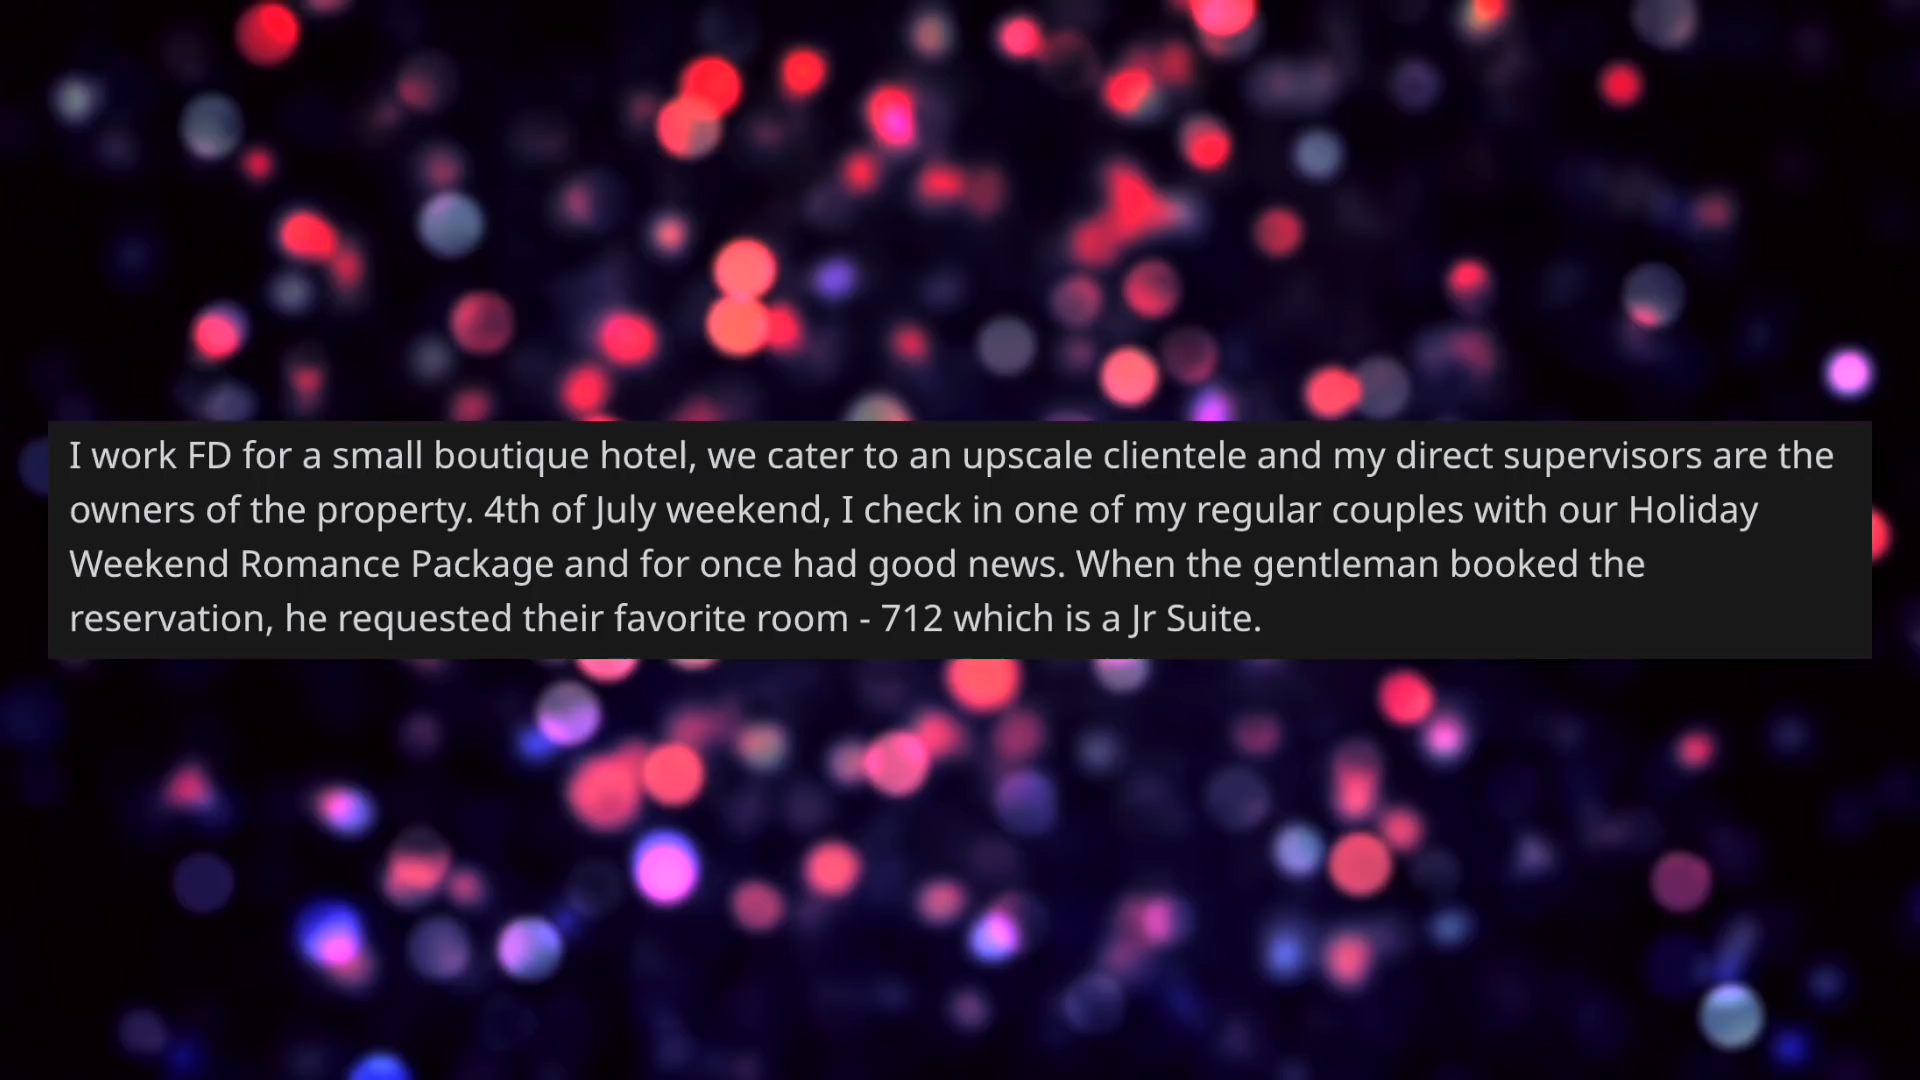 I work FD for a small boutique hotel, we cater to an upscale clientele and my direct supervisors are the
owners of the property. 4th of July weekend, I check in one of my regular couples with our Holiday
Weekend Romance Package and for once had good news. When the gentleman booked the
reservation, he requested their favorite room - 712 which is a Jr Suite.